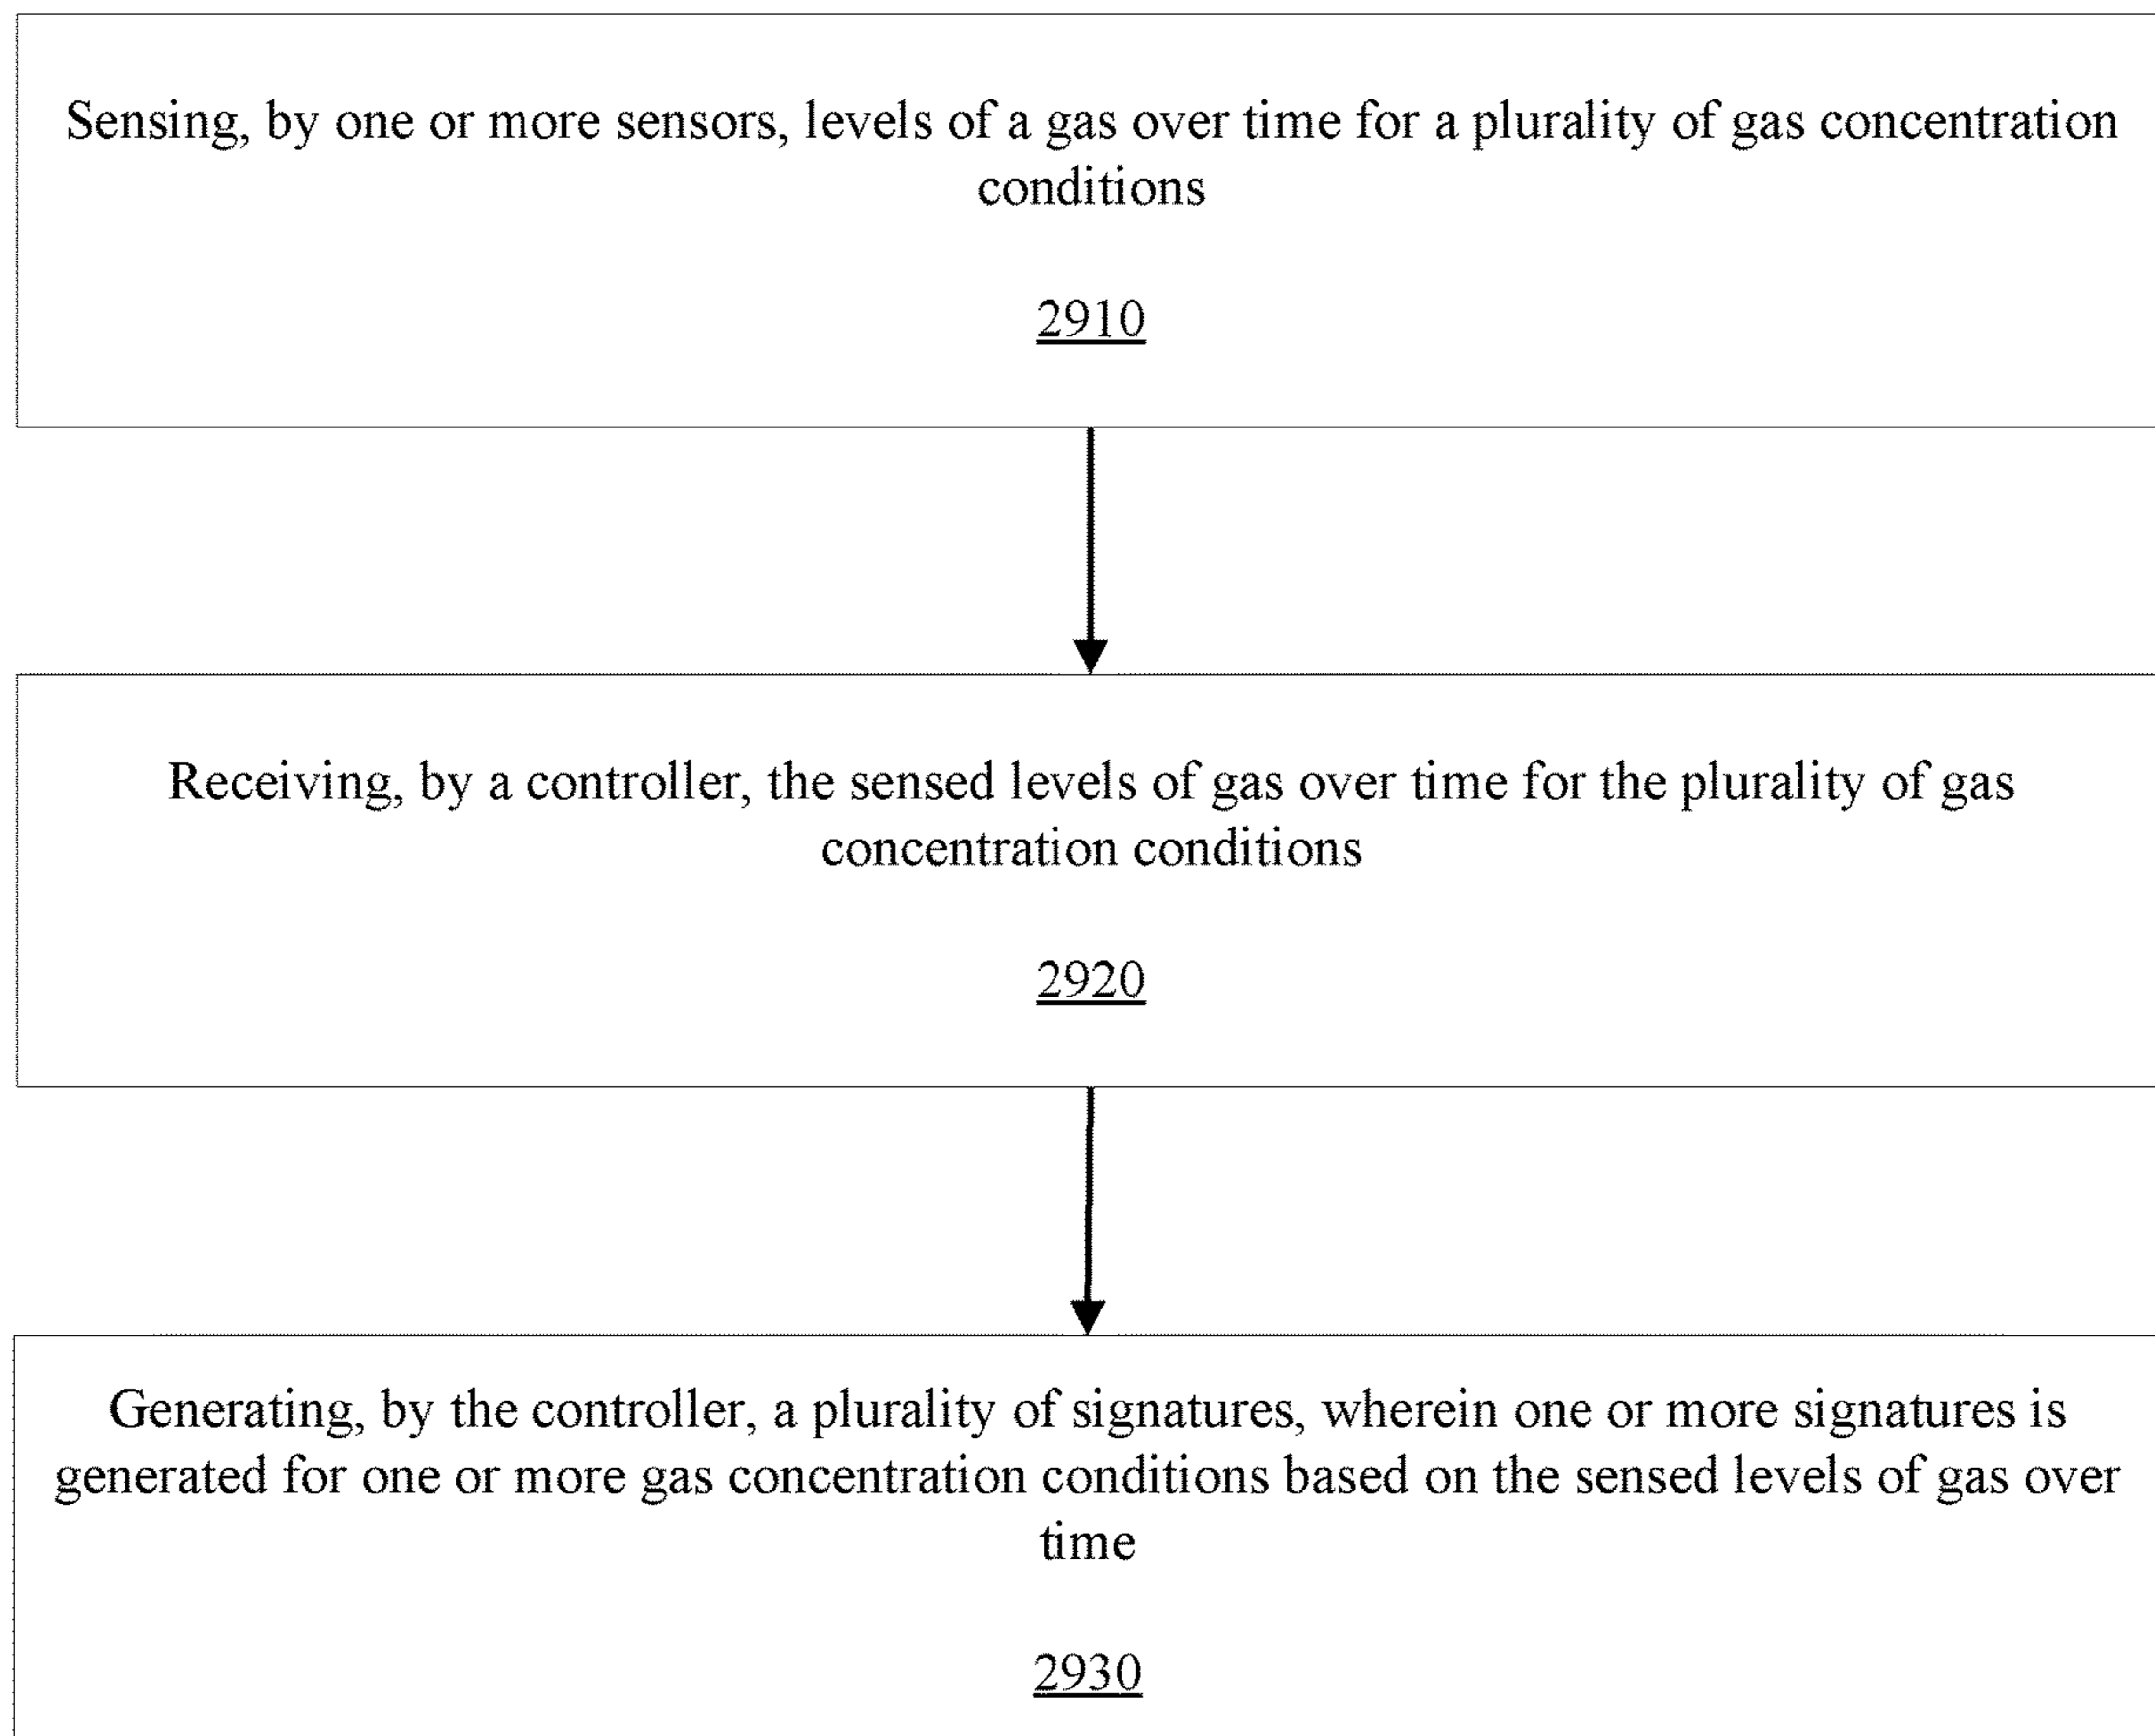 Sensing, by one or more sensors, levels of a gas over time for a plurality of gas concentration
conditions
2910
Receiving, by a controller, the sensed levels of gas over time for the plurality of gas
concentration conditions
2920
Generating, by the controller, a plurality of signatures, wherein one or more signatures is
generated for one or more gas concentration conditions based on the sensed levels of gas over
time
2930